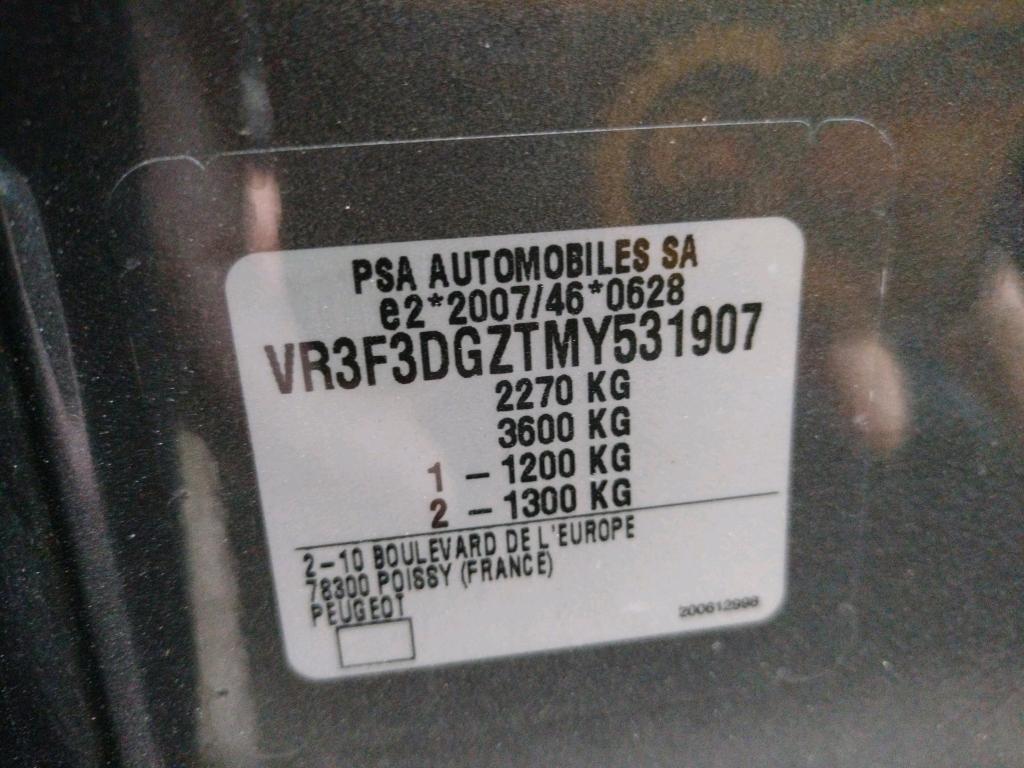 PSA AUTOMOBILES SA
e2*2007/46*0628
VR3F3DGZTMY531907
2270 KG
3600 KG
1 - 1200 KG
2 - 1300 KG
2-10 BOULEVARD DE L'EUROPE
78300 POISSY (FRANCE)
PEUGEOT
200612998